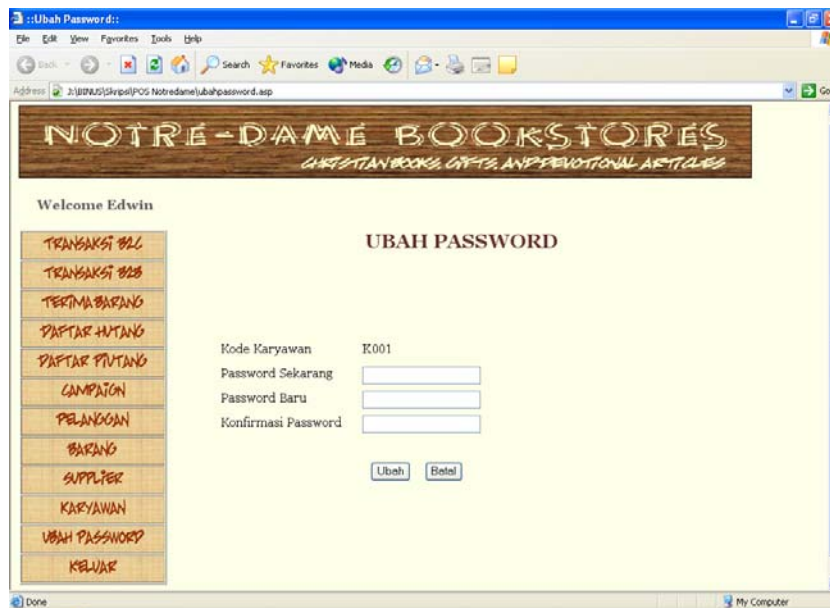 ::Ubah Password::
File Edit View Favorites Tools Help
Back Search Favorites Media
Address J:\BINUS\Skripsi\POS Notredame\ubahpassword.asp Go
NOTRE-DAME BOOKSTORES
CHRISTIAN BOOKS, GIFTS, AND DEVOTIONAL ARTICLES
Welcome Edwin
UBAH PASSWORD
TRANSAKSI B2C
TRANSAKSI B2B
TERIMA BARANG
DAFTAR HUTANG
DAFTAR PIUTANG
CAMPAIGN
PELANGGAN
BARANG
SUPPLIER
KARYAWAN
UBAH PASSWORD
KELUAR
Kode Karyawan K001
Password Sekarang
Password Baru
Konfirmasi Password
Ubah Batal
Done My Computer